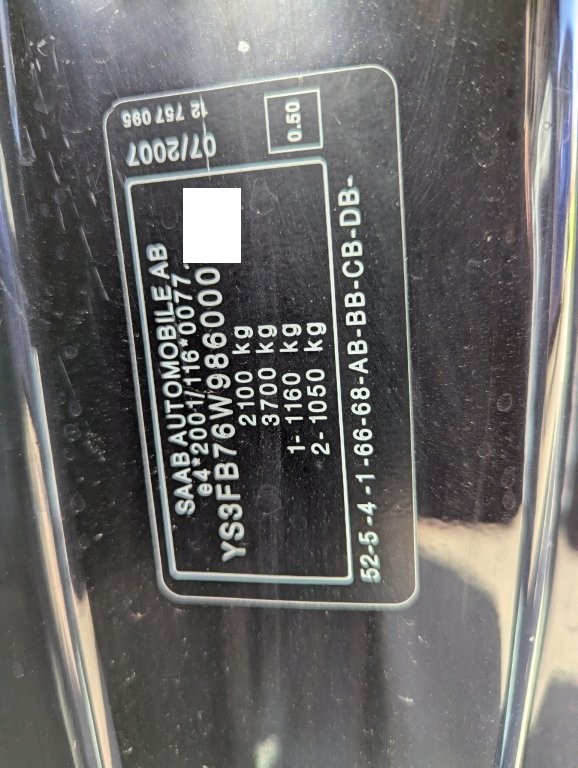 SAAB AUTOMOBILE AB
e4*2001/116*0077*
YS3FB76W986000
2100 kg
3700 kg
1- 1160 kg
2- 1050 kg
52-5-4-1-66-68-AB-BB-CB-DB-
12 757 095
07/2007
0.50